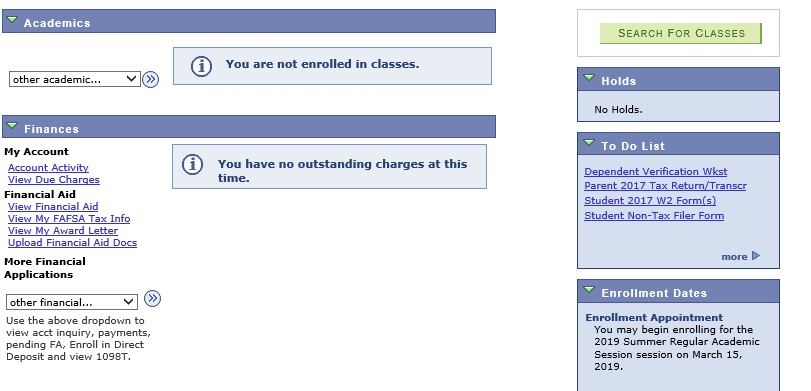 Academics
other academic...
You are not enrolled in classes.
Finances
My Account
Account Activity
View Due Charges
Financial Aid
View Financial Aid
View My FAFSA Tax Info
View My Award Letter
Upload Financial Aid Docs
More Financial
Applications
other financial...
Use the above dropdown to
view acct inquiry, payments,
pending FA, Enroll in Direct
Deposit and view 1098T.
You have no outstanding charges at this
time.
SEARCH FOR CLASSES
Holds
No Holds.
To Do List
Dependent Verification Wkst
Parent 2017 Tax Return/Transcr
Student 2017 W2 Form(s)
Student Non-Tax Filer Form
more
Enrollment Dates
Enrollment Appointment
You may begin enrolling for the
2019 Summer Regular Academic
Session session on March 15,
2019.